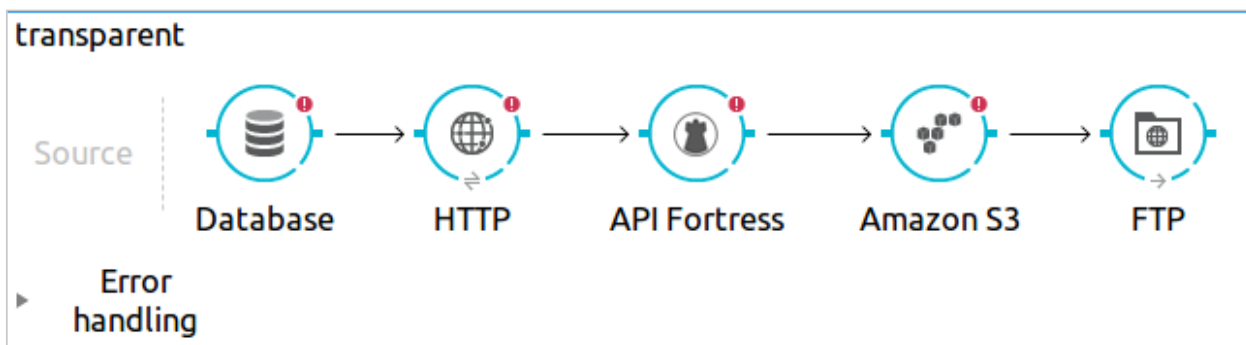 transparent
Source
Database
HTTP
API Fortress
Amazon S3
FTP
Error
handling